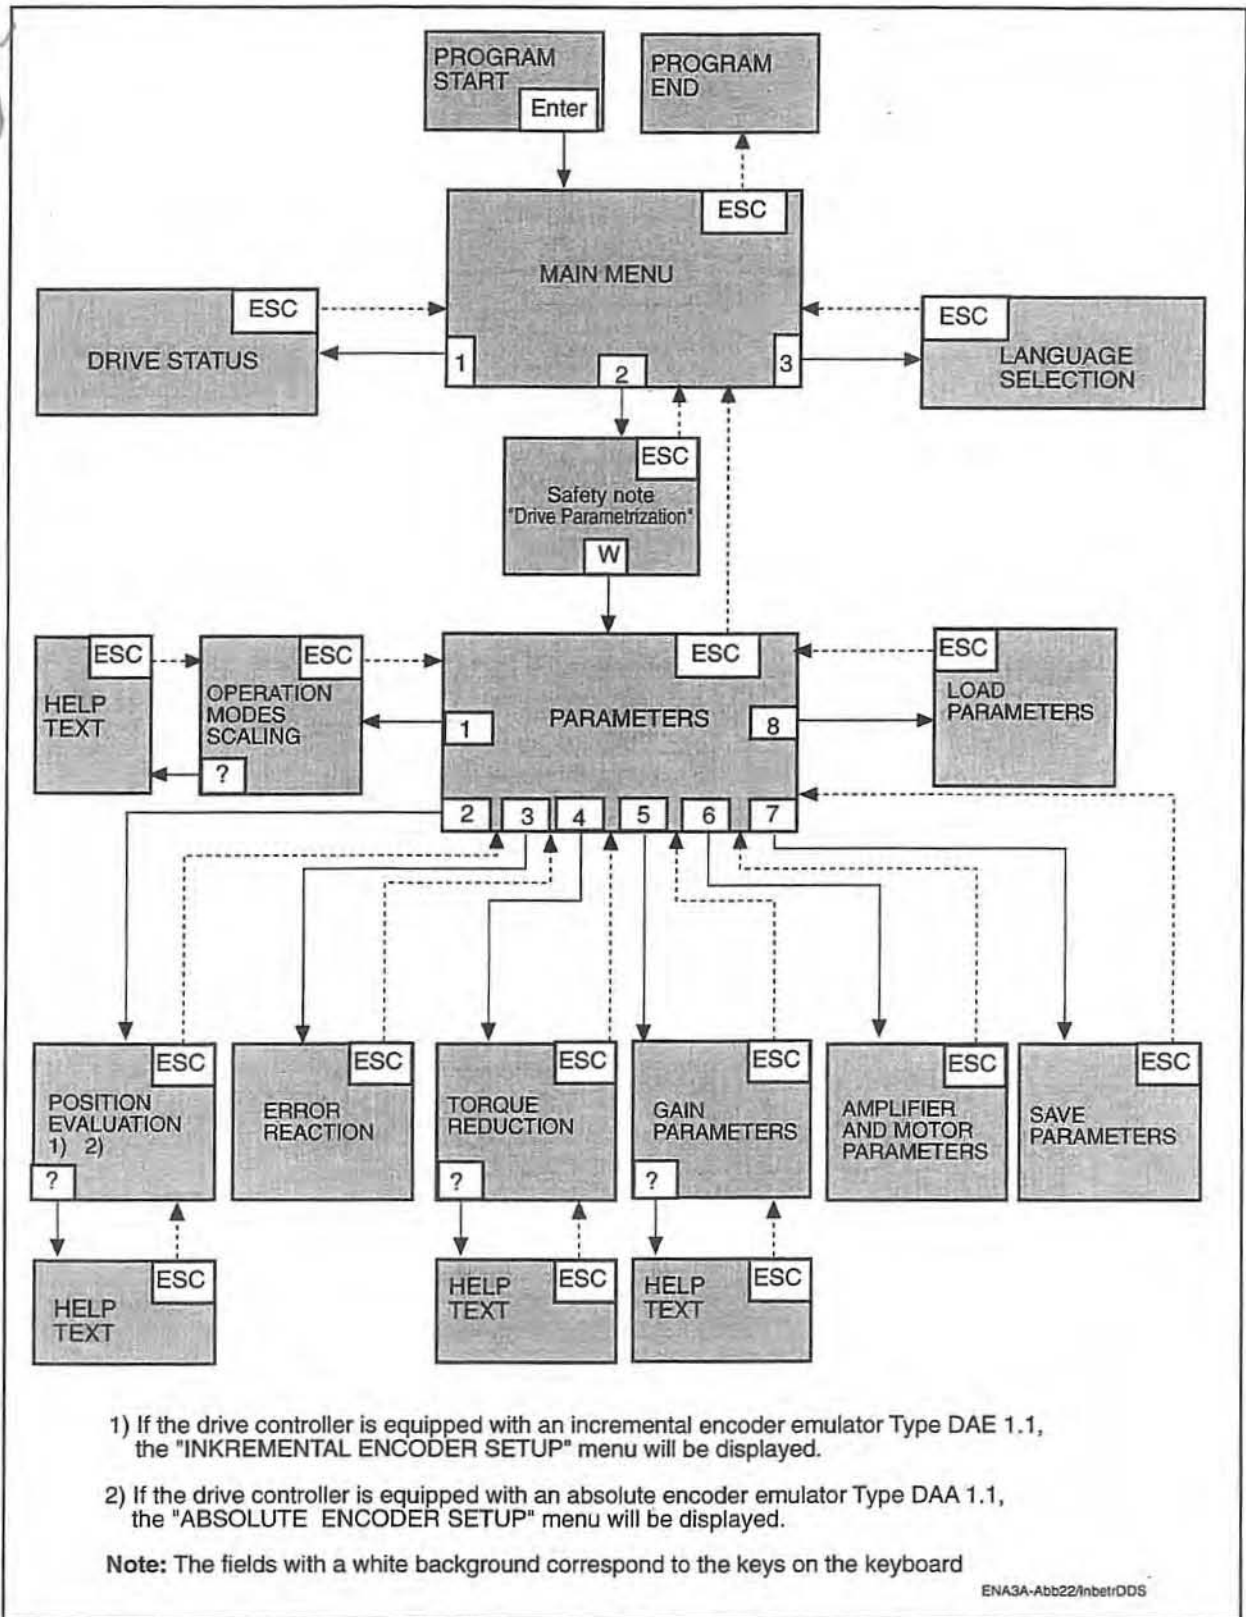 PROGRAM
START
Enter
PROGRAM
END
ESC
MAIN MENU
1
2
3
ESC
DRIVE STATUS
ESC
LANGUAGE
SELECTION
ESC
Safety note
"Drive Parametrization"
W
ESC
HELP
TEXT
ESC
OPERATION
MODES
SCALING
?
ESC
PARAMETERS
1
8
2
3
4
5
6
7
ESC
LOAD
PARAMETERS
ESC
POSITION
EVALUATION
1) 2)
?
ESC
ERROR
REACTION
ESC
TORQUE
REDUCTION
?
ESC
GAIN
PARAMETERS
?
ESC
AMPLIFIER
AND MOTOR
PARAMETERS
ESC
SAVE
PARAMETERS
ESC
HELP
TEXT
ESC
HELP
TEXT
ESC
HELP
TEXT
1) If the drive controller is equipped with an incremental encoder emulator Type DAE 1.1,
the "INKREMENTAL ENCODER SETUP" menu will be displayed.
2) If the drive controller is equipped with an absolute encoder emulator Type DAA 1.1,
the "ABSOLUTE ENCODER SETUP" menu will be displayed.
Note: The fields with a white background correspond to the keys on the keyboard
ENA3A-Abb22/InbetrDDS